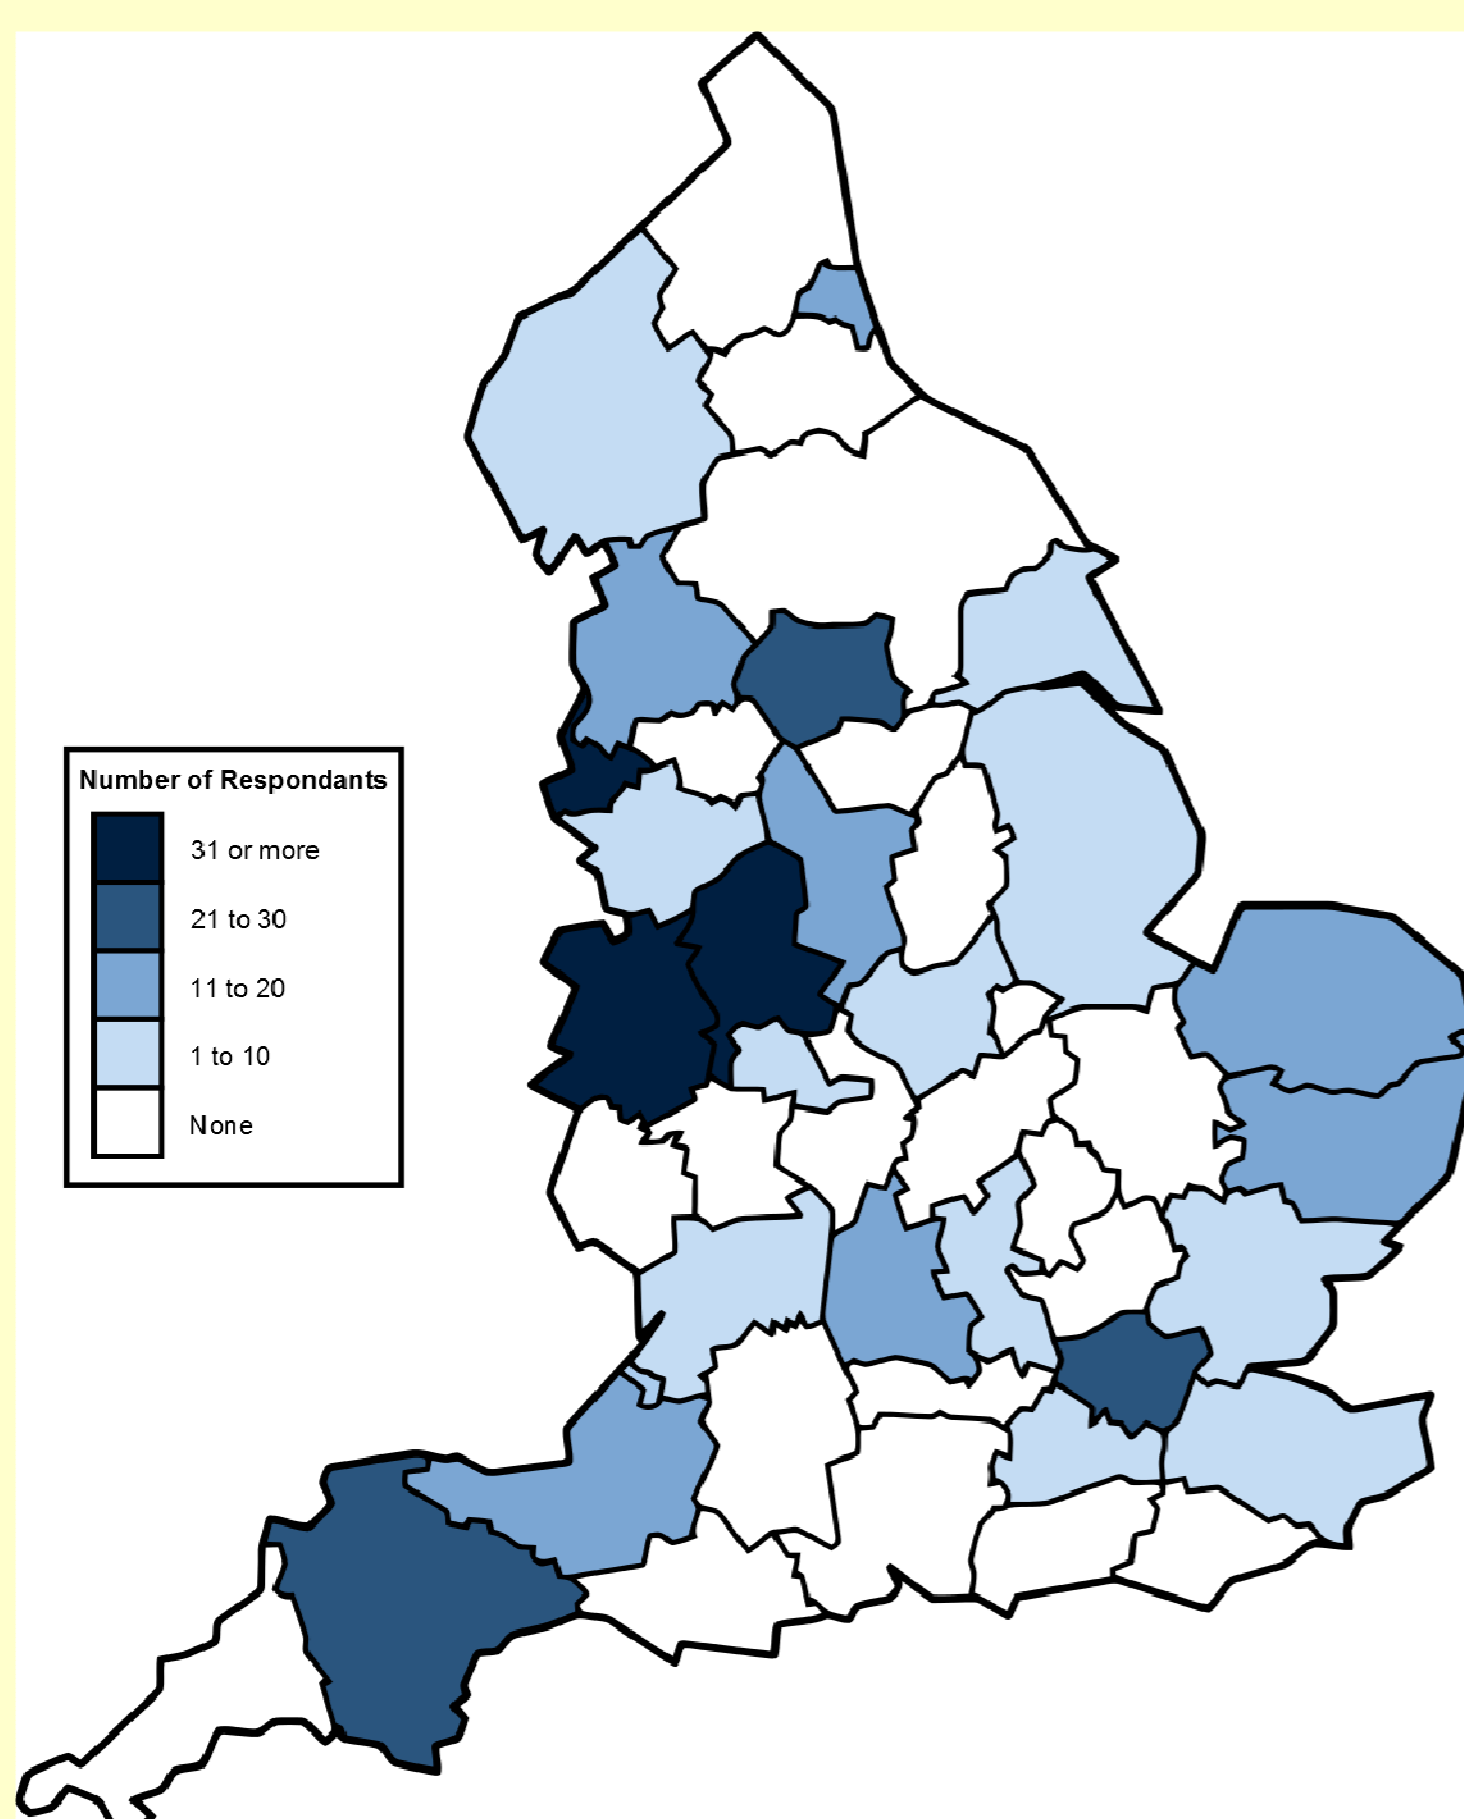 Number of Respondants
31 or more
21 to 30
11 to 20
1 to 10
None